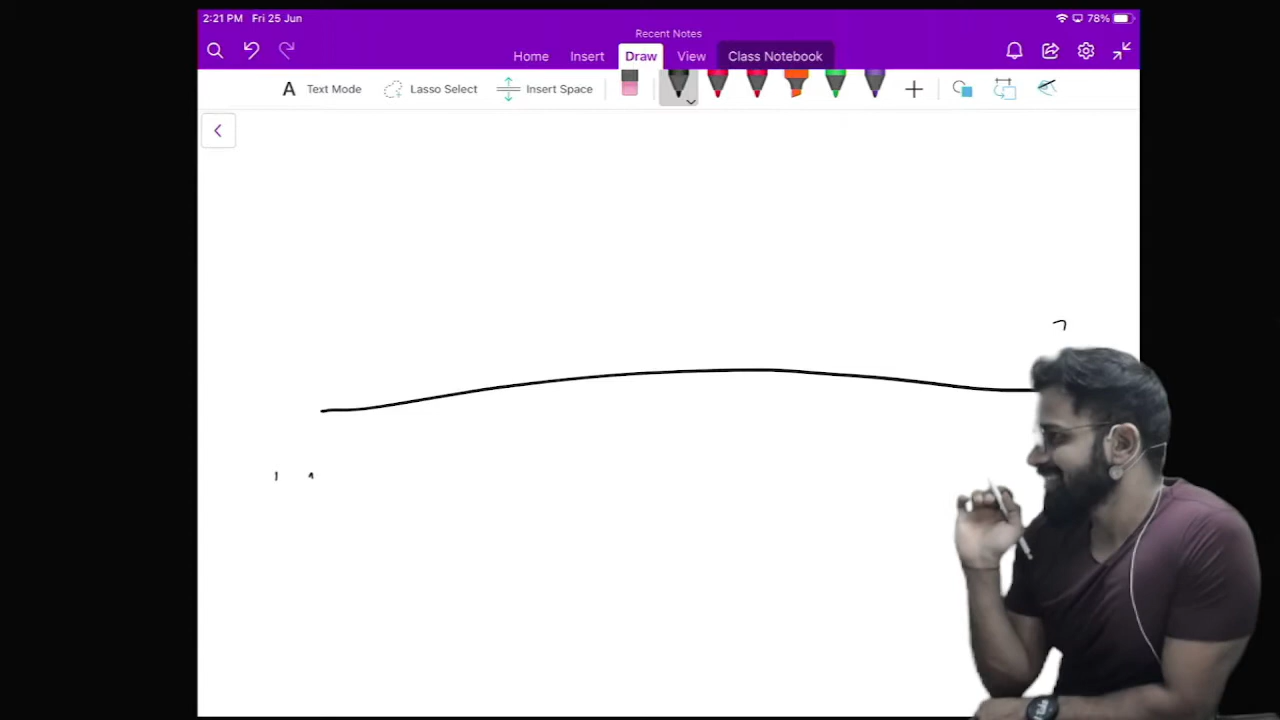 2:21 PM Fri 25 Jun 78%
Recent Notes
Home Insert Draw View Class Notebook
A Text Mode Lasso Select Insert Space